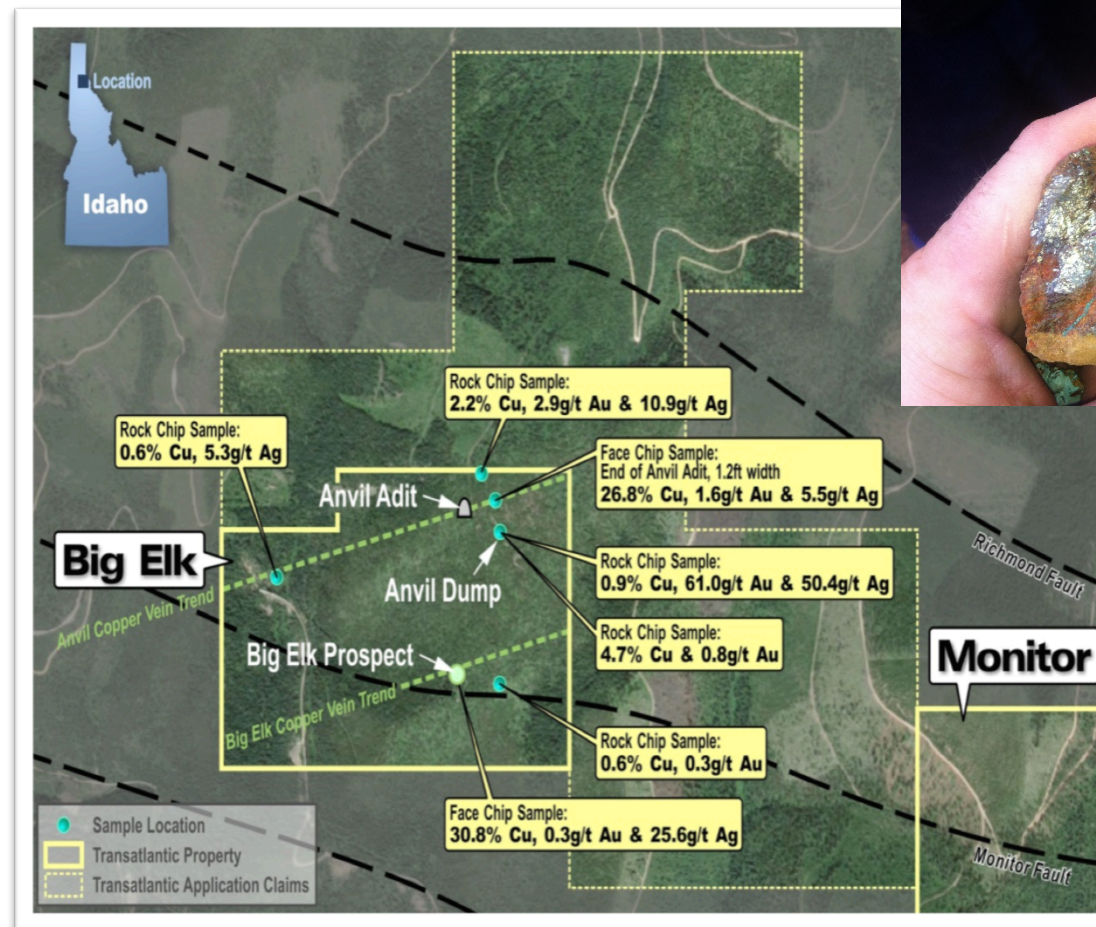 Location
Idaho
Rock Chip Sample:
2.2% Cu, 2.9g/t Au & 10.9g/t Ag
Rock Chip Sample:
0.6% Cu, 5.3g/t Ag
Face Chip Sample:
End of Anvil Adit, 1.2ft width
26.8% Cu, 1.6g/t Au & 5.5g/t Ag
Anvil Adit
Big Elk
Anvil Copper Vein Trend
Anvil Dump
Rock Chip Sample:
0.9% Cu, 61.0g/t Au & 50.4g/t Ag
Richmond Fault
Rock Chip Sample:
4.7% Cu & 0.8g/t Au
Big Elk Prospect
Monitor
Big Elk Copper Vein Trend
Rock Chip Sample:
0.6% Cu, 0.3g/t Au
Face Chip Sample:
30.8% Cu, 0.3g/t Au & 25.6g/t Ag
Monitor Fault
Sample Location
Transatlantic Property
Transatlantic Application Claims